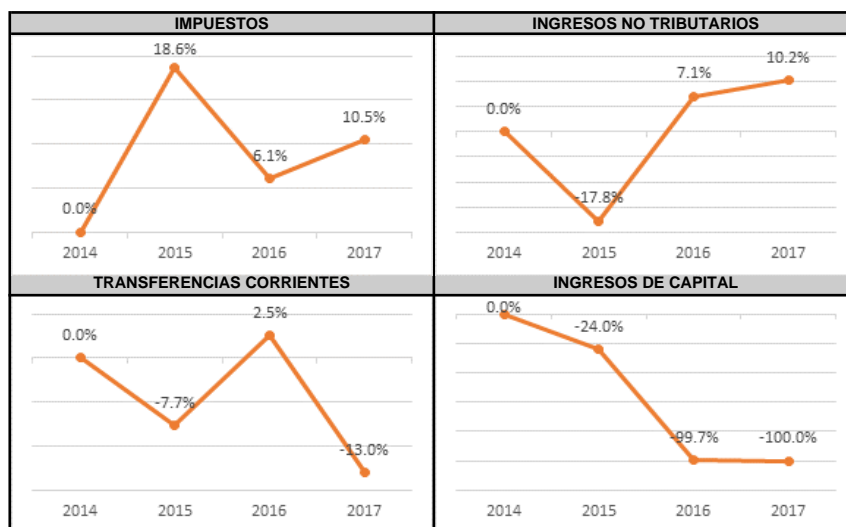 IMPUESTOS
18.6%
10.5%
6.1%
0.0%
2014 2015 2016 2017
INGRESOS NO TRIBUTARIOS
10.2%
7.1%
0.0%
-17.8%
2014 2015 2016 2017
TRANSFERENCIAS CORRIENTES
2.5%
0.0%
-7.7%
-13.0%
2014 2015 2016 2017
INGRESOS DE CAPITAL
0.0%
-24.0%
-99.7% -100.0%
2014 2015 2016 2017